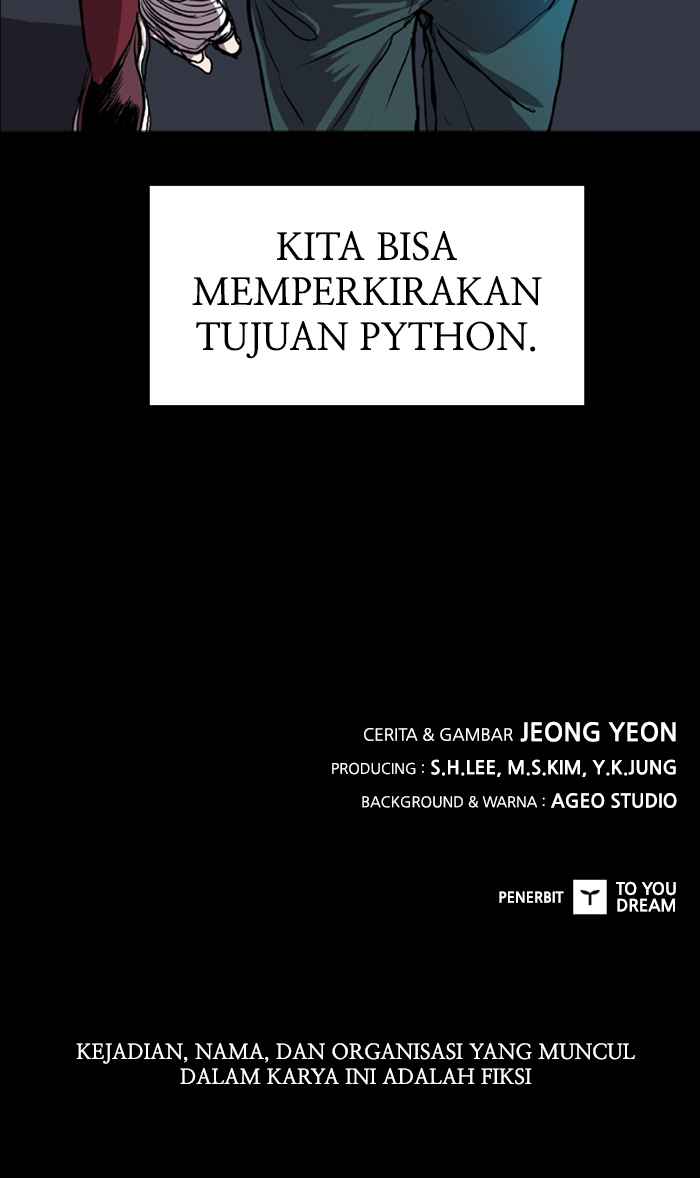 KITA BISA
MEMPERKIRAKAN
TUJUAN PYTHON.
CERITA & GAMBAR JEONG YEON
PRODUCING : S.H.LEE, M.S.KIM, Y.K.JUNG
BACKGROUND & WARNA : AGEO STUDIO
PENERBIT TO YOU
DREAM
KEJADIAN, NAMA, DAN ORGANISASI YANG MUNCUL
DALAM KARYA INI ADALAH FIKSI